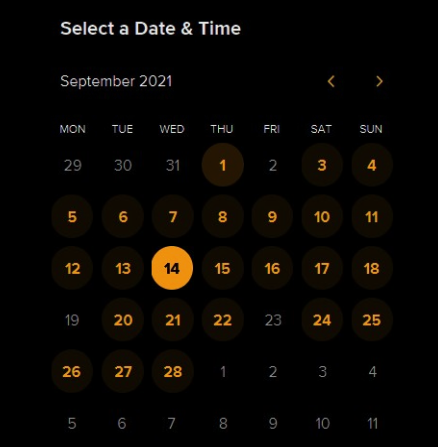 Select a Date & Time
September 2021
MON TUE WED THU FRI SAT SUN
29 30 31 1 2 3 4
5 6 7 8 9 10 11
12 13 14 15 16 17 18
19 20 21 22 23 24 25
26 27 28 1 2 3 4
5 6 7 8 9 10 11